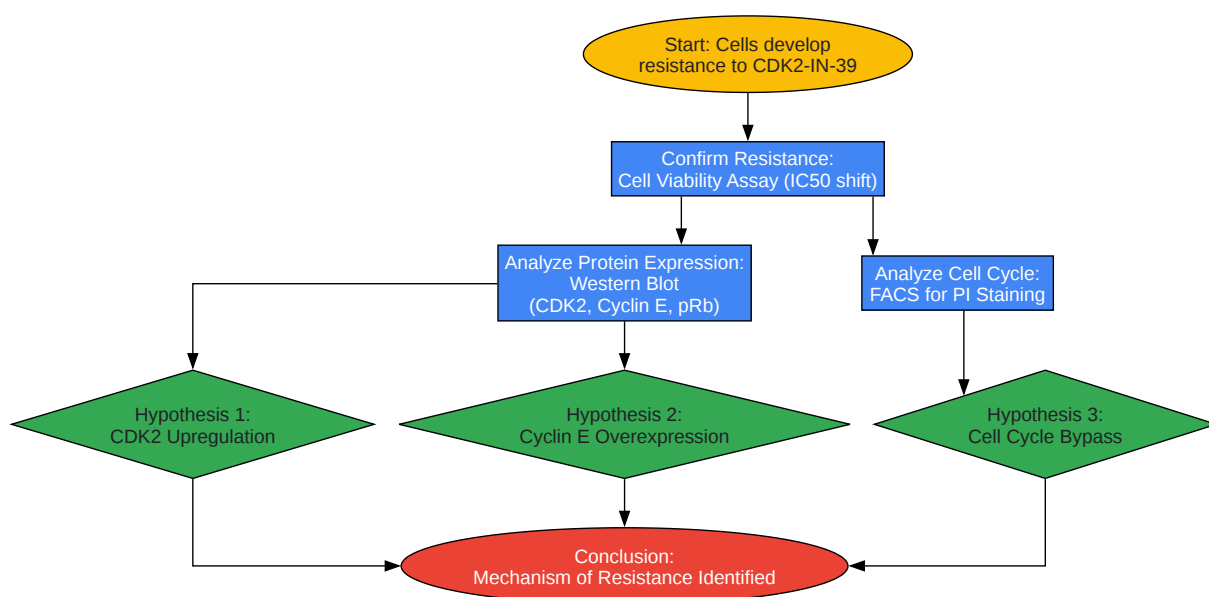 Start: Cells develop
resistance to CDK2-IN-39
Confirm Resistance:
Cell Viability Assay (IC50 shift)
Analyze Protein Expression:
Western Blot
(CDK2, Cyclin E, pRb)
Analyze Cell Cycle:
FACS for PI Staining
Hypothesis 1:
CDK2 Upregulation
Hypothesis 2:
Cyclin E Overexpression
Hypothesis 3:
Cell Cycle Bypass
Conclusion:
Mechanism of Resistance Identified